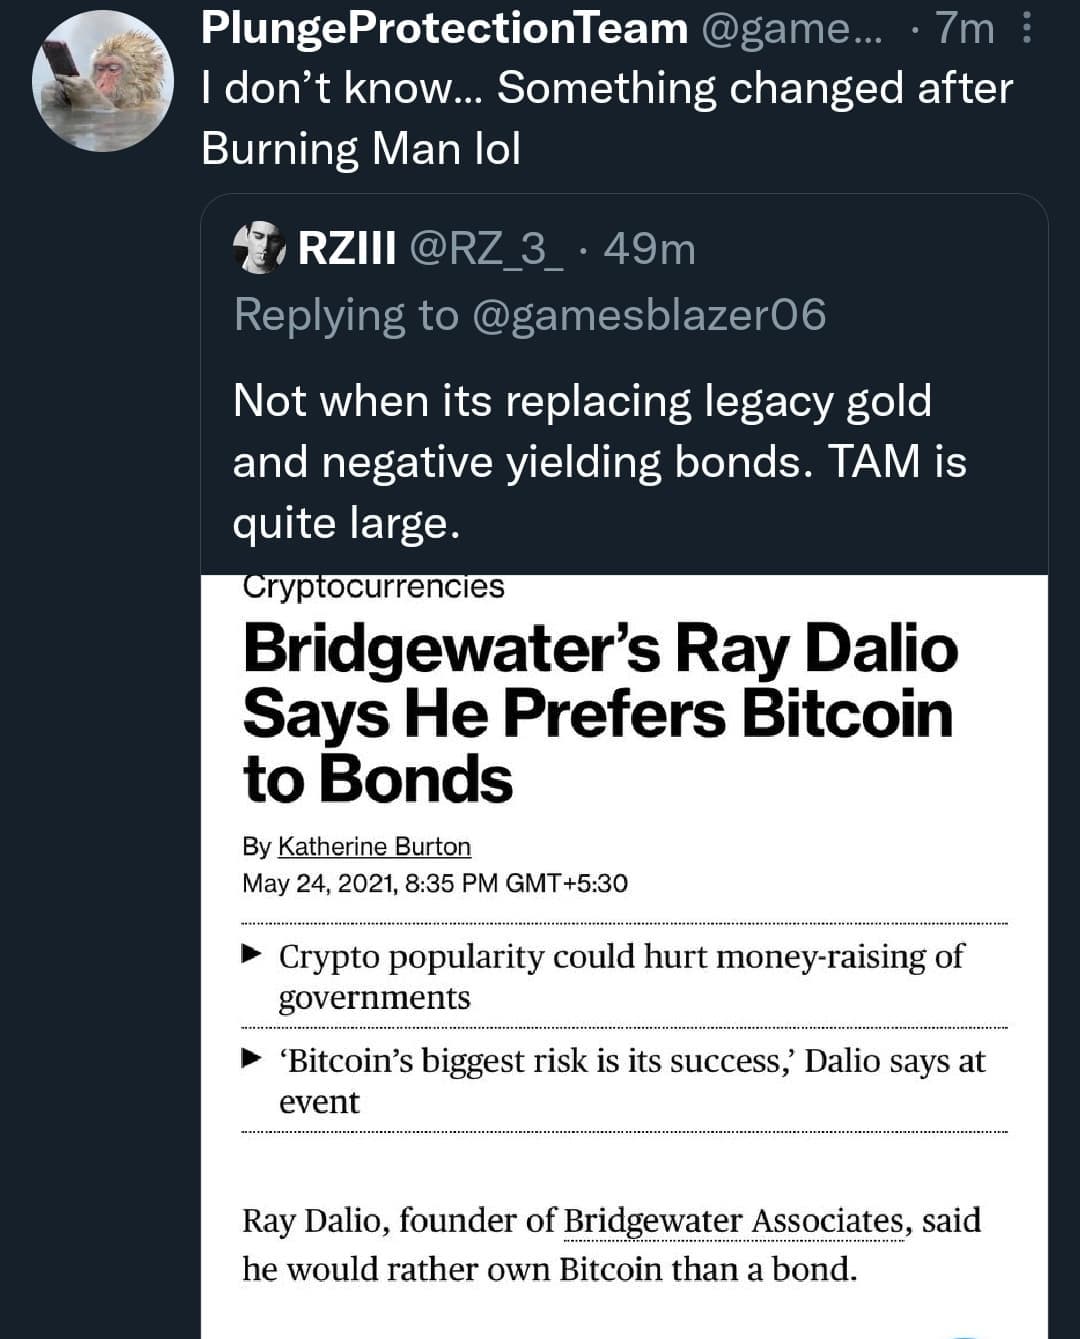 PlungeProtectionTeam @game... · 7m
I don’t know... Something changed after
Burning Man lol
RZIII @RZ_3_ · 49m
Replying to @gamesblazer06
Not when its replacing legacy gold
and negative yielding bonds. TAM is
quite large.
Cryptocurrencies
Bridgewater’s Ray Dalio
Says He Prefers Bitcoin
to Bonds
By Katherine Burton
May 24, 2021, 8:35 PM GMT+5:30
Crypto popularity could hurt money-raising of
governments
‘Bitcoin’s biggest risk is its success,’ Dalio says at
event
Ray Dalio, founder of Bridgewater Associates, said
he would rather own Bitcoin than a bond.